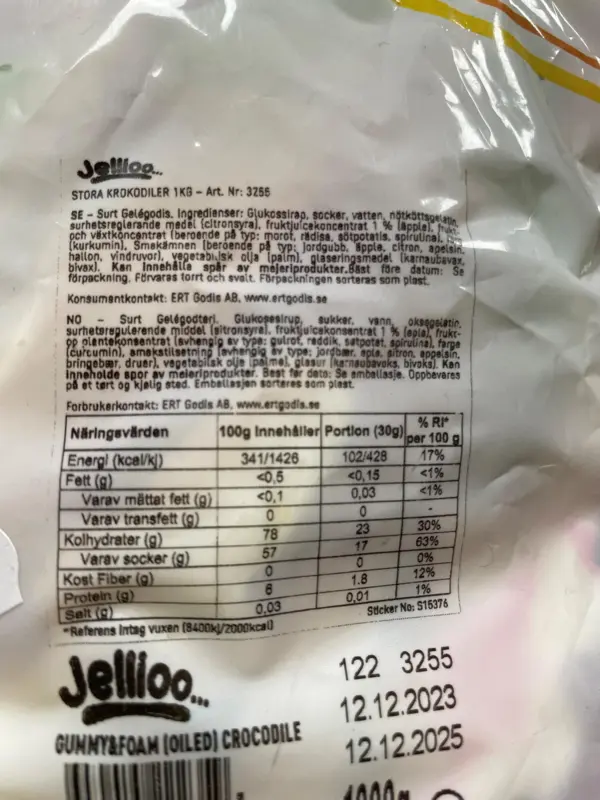 Jellioo...
STORA KROKODILER 1KG - Art. Nr: 3255
SE - Surt Gelégodis. Ingredienser: Glukossirap, socker, vatten, nötköttsgelatin,
surhetsreglerande medel (citronsyra), fruktjuicekoncentrat 1 % (äpple), frukt-
och växtkoncentrat (beroende på typ: morot, rädisa, sötpotatis, spirulina),
(kurkumin), Smakämnen (beroende på typ: jordgubb, äpple, citron, apelsin,
hallon, vindruvor), vegetabilisk olja (palm), glaseringsmedel (karnaubavax,
bivax). Kan innehålla spår av mejeriprodukter.Bäst före datum: Se
förpackning. Förvaras torrt och svalt. Förpackningen sorteras som plast.
Konsumentkontakt: ERT Godis AB, www.ertgodis.se
NO - Surt Gelégodteri. Glukosesirup, sukker, vann, oksegelatin,
surhetsregulerende middel (sitronsyre), fruktjuicekonsentrat 1 % (eple), frukt-
op plantekonsentrat (avhengig av type: gulrot, reddik, søtpotet, spirulina), farge
(curcumin), smakstilsetning (avhengig av type: jordbær, eple, sitron, appelsin,
bringebær, druer), vegetabilsk olje (palme), glasur (karnaubavoks, bivoks). Kan
inneholde spor av meieriprodukter. Best før dato: Se emballasje. Oppbevares
på et tørt og kjølig sted. Emballasjen sorteres som plast.
Forbrukerkontakt: ERT Godis AB, www.ertgodis.se
Näringsvärden 100g Innehåller Portion (30g) % RI* per 100 g
Energi (kcal/kj) 341/1426 102/428 17%
Fett (g) <0,5 <0,15 <1%
Varav mättat fett (g) <0,1 0,03 <1%
Varav transfett (g) 0 0 -
Kolhydrater (g) 78 23 30%
Varav socker (g) 57 17 63%
Kost Fiber (g) 0 0 0%
Protein (g) 6 1.8 12%
Salt (g) 0.03 0,01 1%
*Referens intag vuxen (8400kj/2000kcal)
Sticker No: S15376
Jellioo...
GUMMY&FOAM (OILED) CROCODILE
122 3255
12.12.2023
12.12.2025
1000g